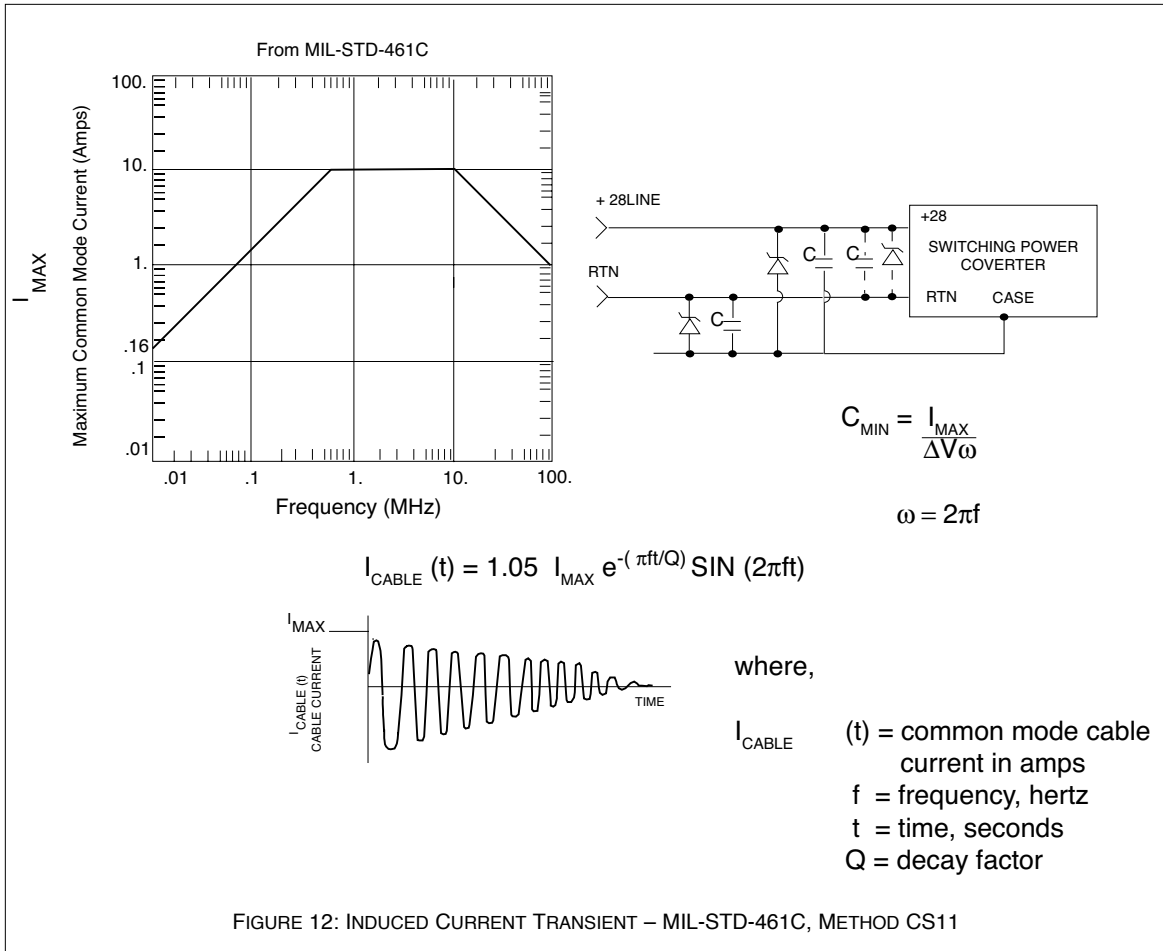 From MIL-STD-461C
I MAX
Maximum Common Mode Current (Amps)
100.
10.
1.
.16
.1
.01
.01 .1 1. 10. 100.
Frequency (MHz)
+ 28LINE
RTN
C
C
C
+28
SWITCHING POWER
COVERTER
RTN CASE
C_MIN = I_MAX
ΔVω
ω = 2πf
I_CABLE (t) = 1.05 I_MAX e^-( πft/Q) SIN (2πft)
I_MAX
I_CABLE (t)
CABLE CURRENT
TIME
where,
I_CABLE (t) = common mode cable
current in amps
f = frequency, hertz
t = time, seconds
Q = decay factor
FIGURE 12: INDUCED CURRENT TRANSIENT – MIL-STD-461C, METHOD CS11